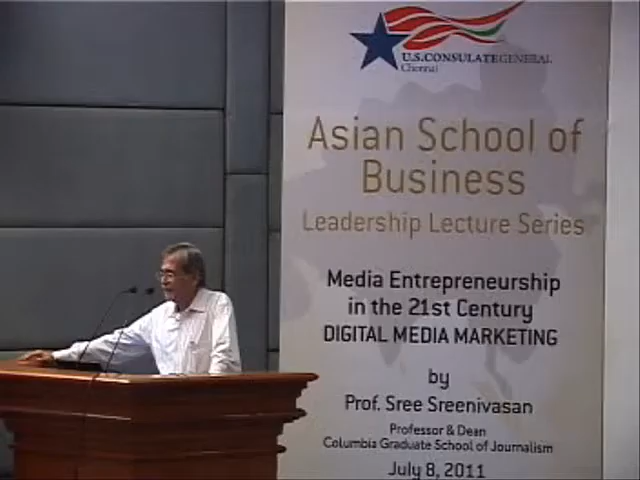 U.S.CONSULATEGENERAL
Chennai
Asian School of
Business
Leadership Lecture Series
Media Entrepreneurship
in the 21st Century
DIGITAL MEDIA MARKETING
by
Prof. Sree Sreenivasan
Professor & Dean
Columbia Graduate School of Journalism
July 8, 2011